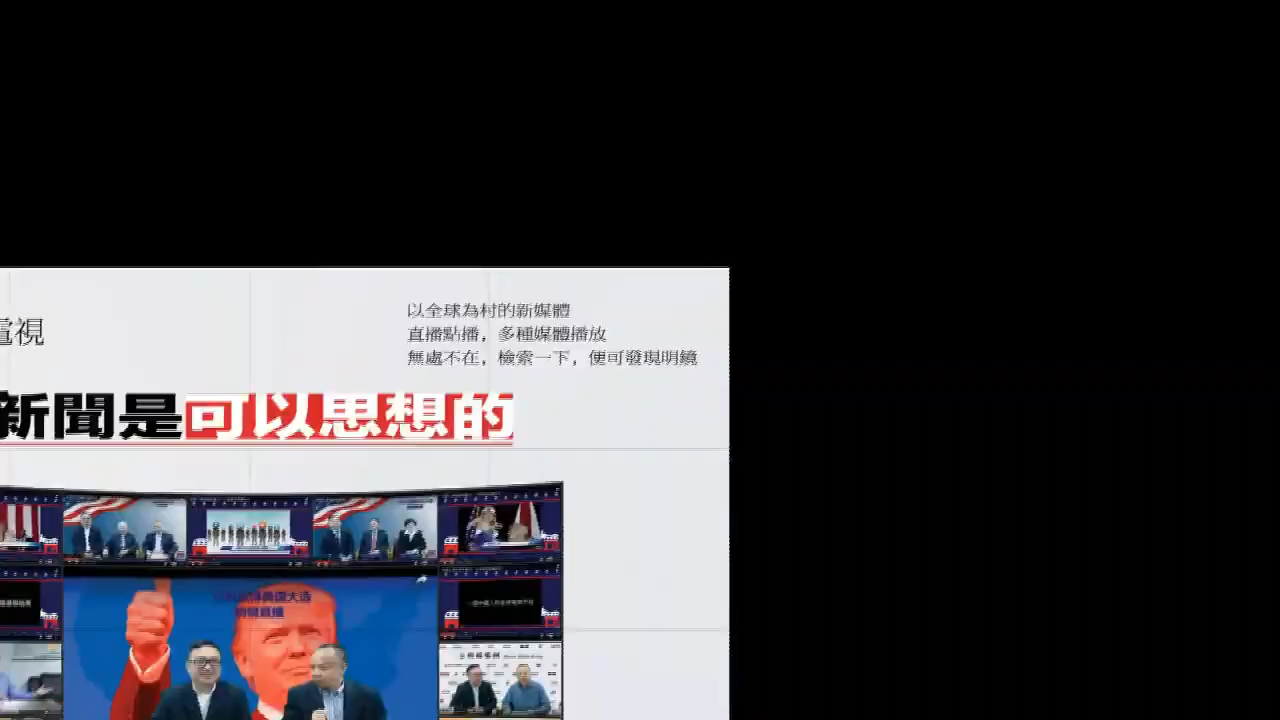 以全球為村的新媒體
直播點播，多種媒體播放
無處不在，檢索一下，便可發現明鏡
電視
新聞是可以思想的